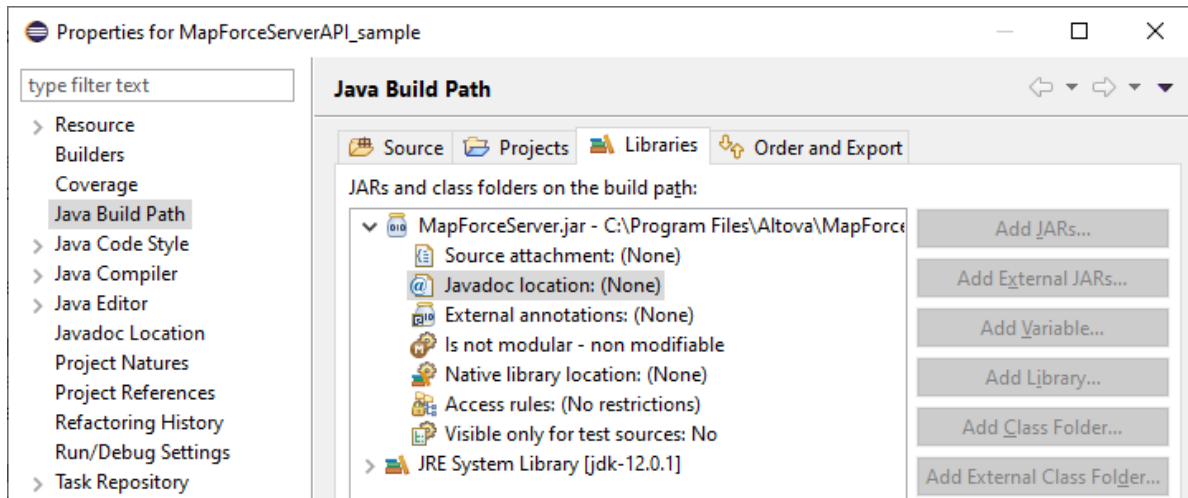 Properties for MapForceServerAPI_sample
type filter text
Resource
Builders
Coverage
Java Build Path
Java Code Style
Java Compiler
Java Editor
Javadoc Location
Project Natures
Project References
Refactoring History
Run/Debug Settings
Task Repository
Java Build Path
Source
Projects
Libraries
Order and Export
JARs and class folders on the build path:
MapForceServer.jar - C:\Program Files\Altova\MapForce
Source attachment: (None)
Javadoc location: (None)
External annotations: (None)
Is not modular - non modifiable
Native library location: (None)
Access rules: (No restrictions)
Visible only for test sources: No
JRE System Library [jdk-12.0.1]
Add JARs...
Add External JARs...
Add Variable...
Add Library...
Add Class Folder...
Add External Class Folder...